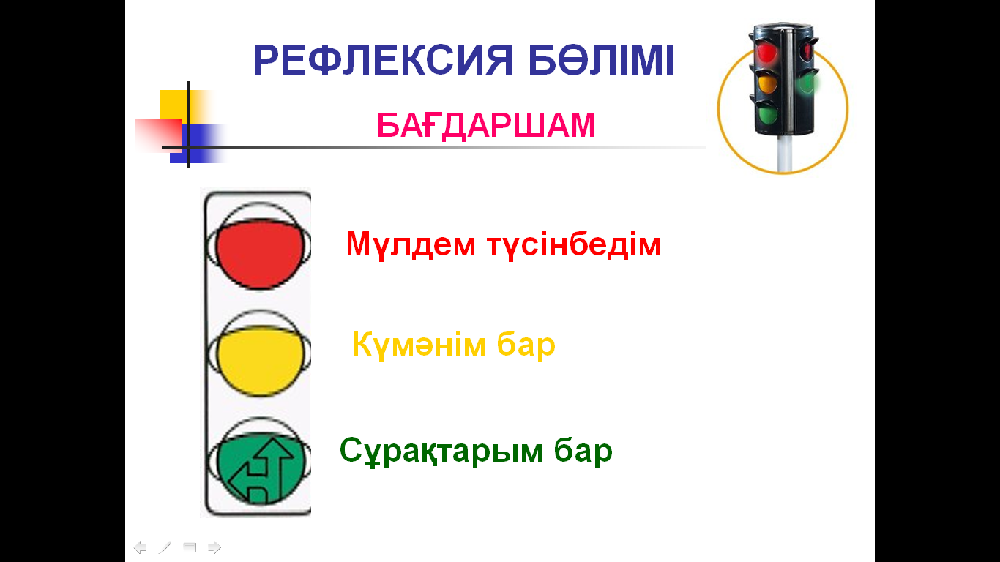 РЕФЛЕКСИЯ БӨЛІМІ
БАҒДАРШАМ
Мүлдем түсінбедім
Күмәнім бар
Сұрақтарым бар